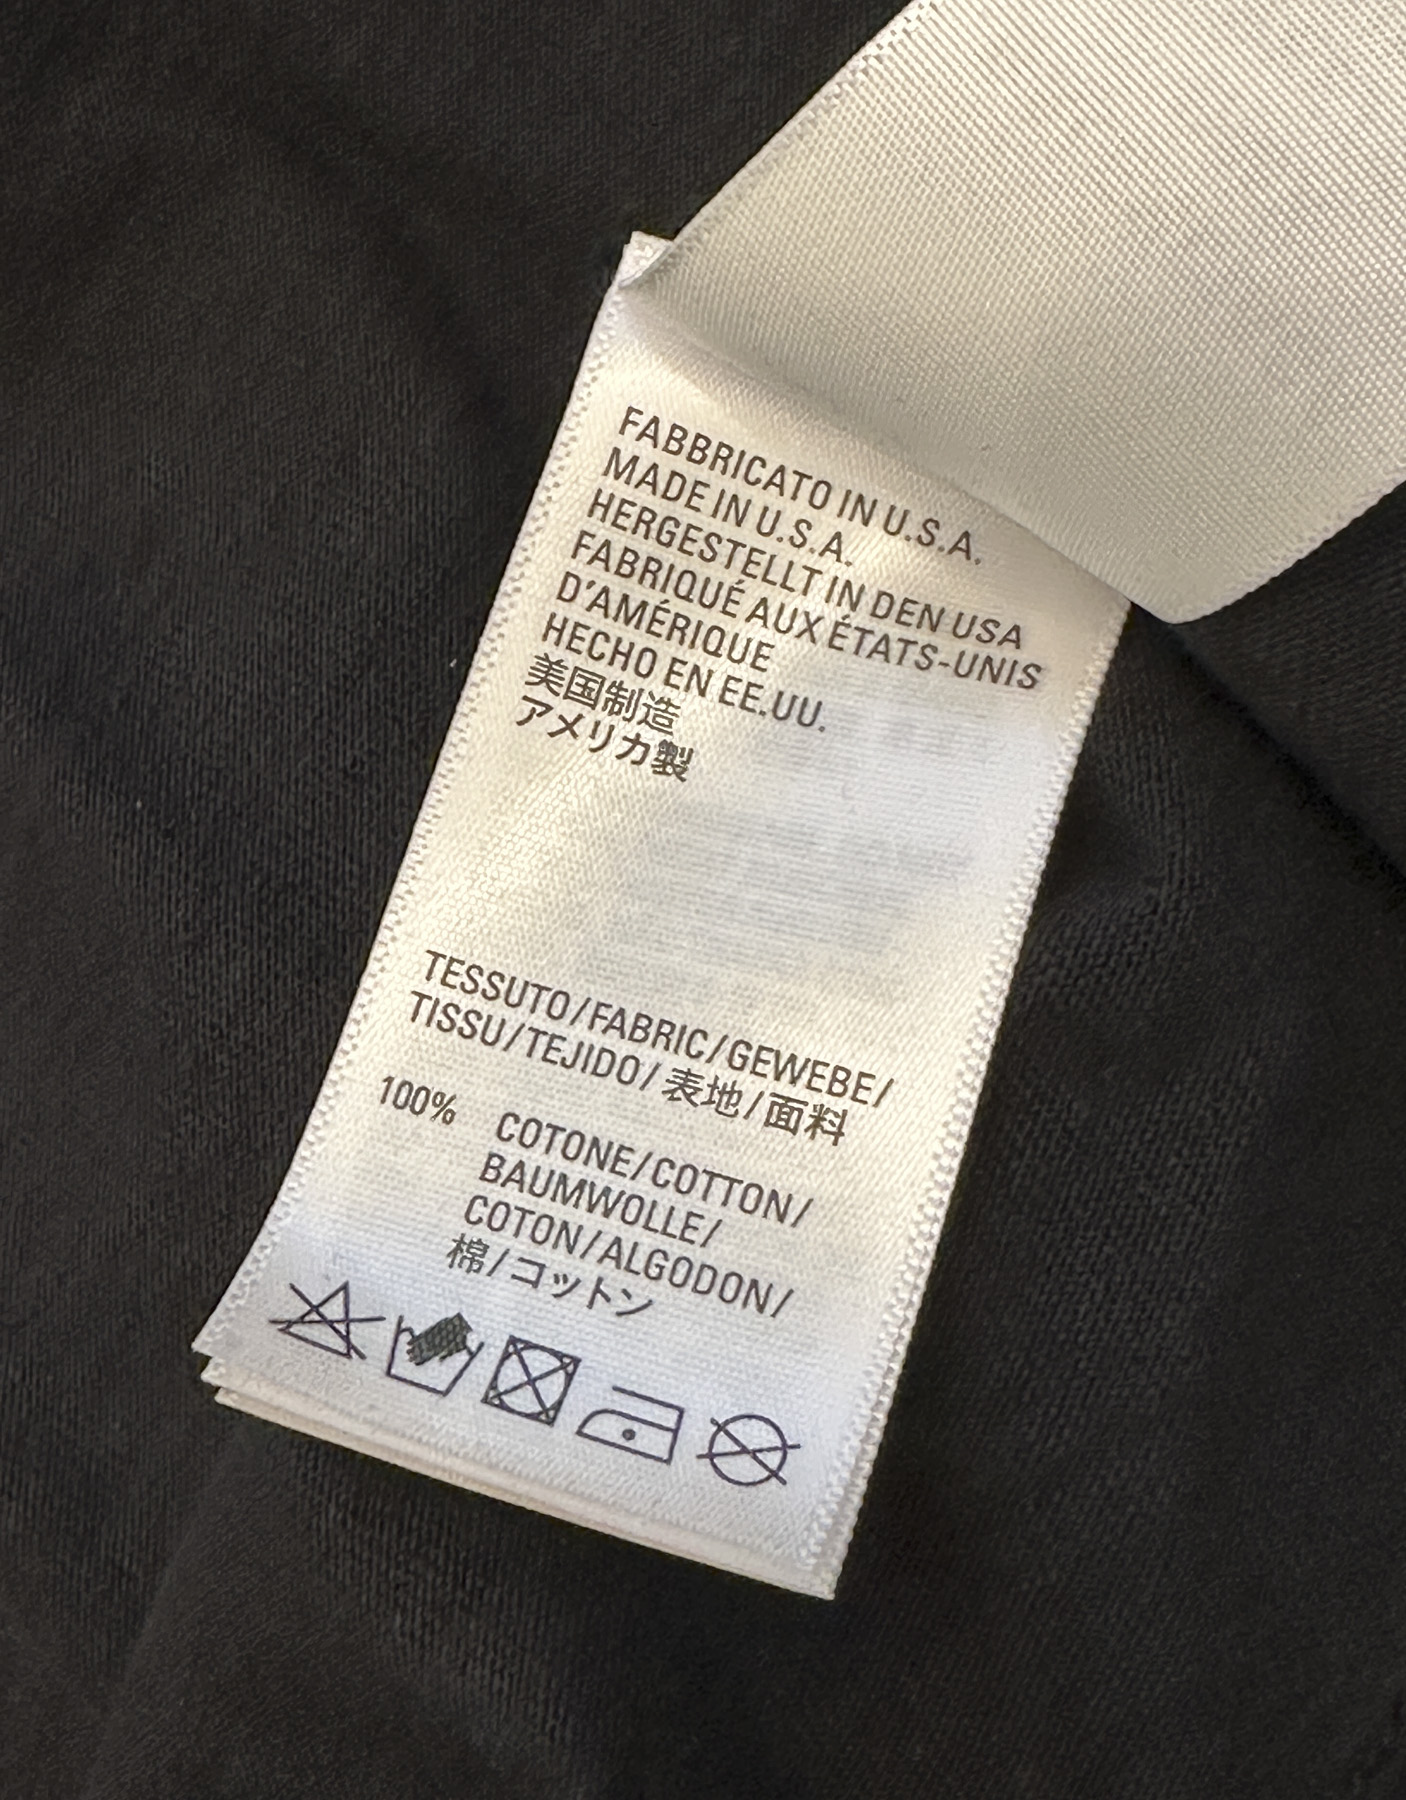 FABBRICATO IN U.S.A.
MADE IN U.S.A.
HERGESTELLT IN DEN USA
FABRIQUÉ AUX ÉTATS-UNIS
D'AMÉRIQUE
HECHO EN EE.UU.
美国制造
アメリカ製
TESSUTO/FABRIC/GEWEBE/
TISSU/TEJIDO/表地/面料
100% COTONE/COTTON/
BAUMWOLLE/
COTON/ALGODON/
棉/コットン